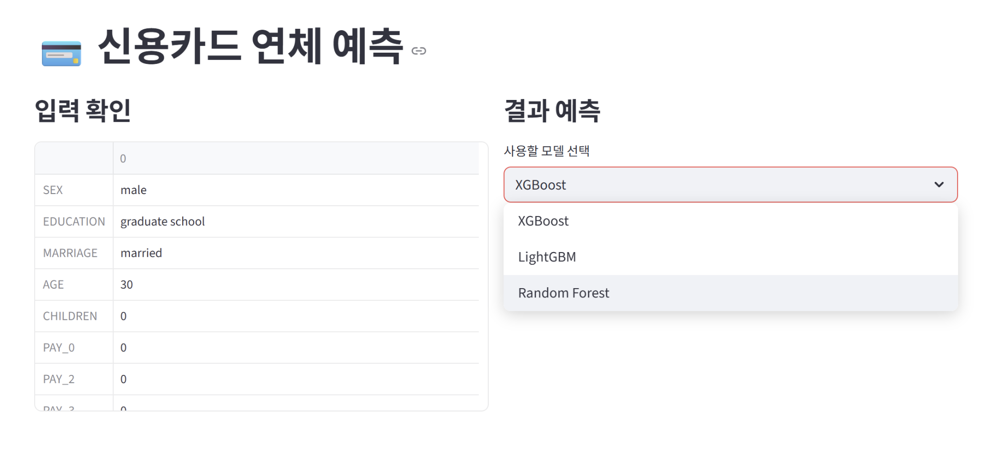 신용카드 연체 예측
입력 확인
0
SEX male
EDUCATION graduate school
MARRIAGE married
AGE 30
CHILDREN 0
PAY_0 0
PAY_2 0
PAY_3 0
결과 예측
사용할 모델 선택
XGBoost
XGBoost
LightGBM
Random Forest